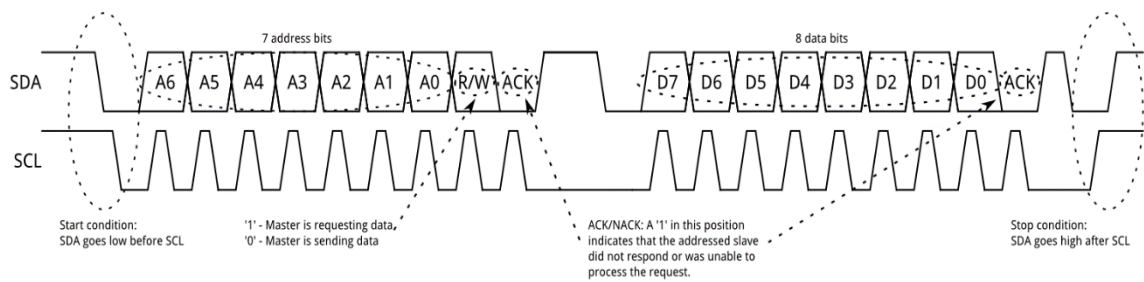 7 address bits
8 data bits
SDA A6 A5 A4 A3 A2 A1 A0 R/W ACK D7 D6 D5 D4 D3 D2 D1 D0 ACK
SCL
Start condition:
SDA goes low before SCL
'1' - Master is requesting data
'0' - Master is sending data
ACK/NACK: A '1' in this position
indicates that the addressed slave
did not respond or was unable to
process the request.
Stop condition:
SDA goes high after SCL